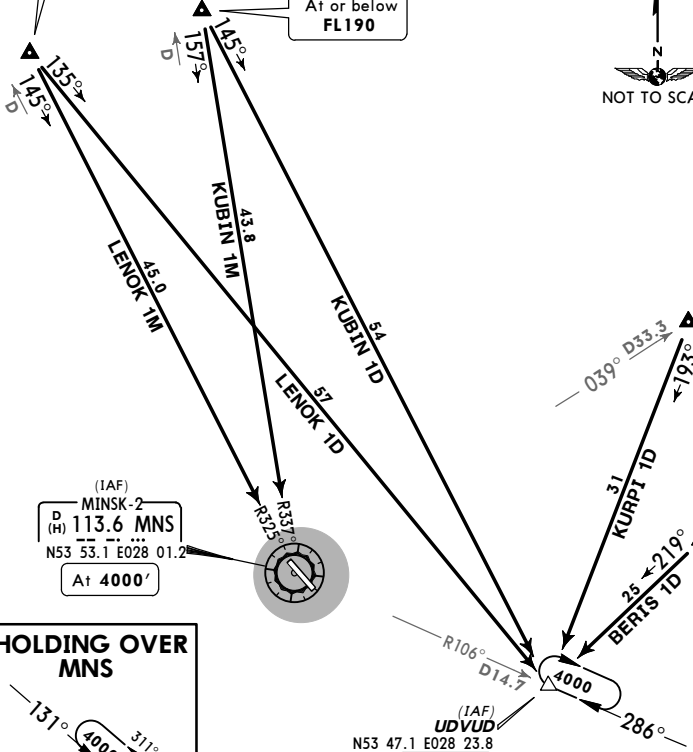 At or below
FL190
N
NOT TO SCA
D
145°
135°
D
157°
145°
KUBIN 1M
43.8
LENOK 1M
45.0
KUBIN 1D
54
LENOK 1D
57
039° D33.3
193°
KURPI 1D
31
219°
25
BERIS 1D
(IAF)
MINSK-2
D
(H) 113.6 MNS
N53 53.1 E028 01.2
At 4000'
R325°
R337°
R106°
D14.7
4000
286°
(IAF)
UDVUD
N53 47.1 E028 23.8
HOLDING OVER
MNS
131°
311°
4000